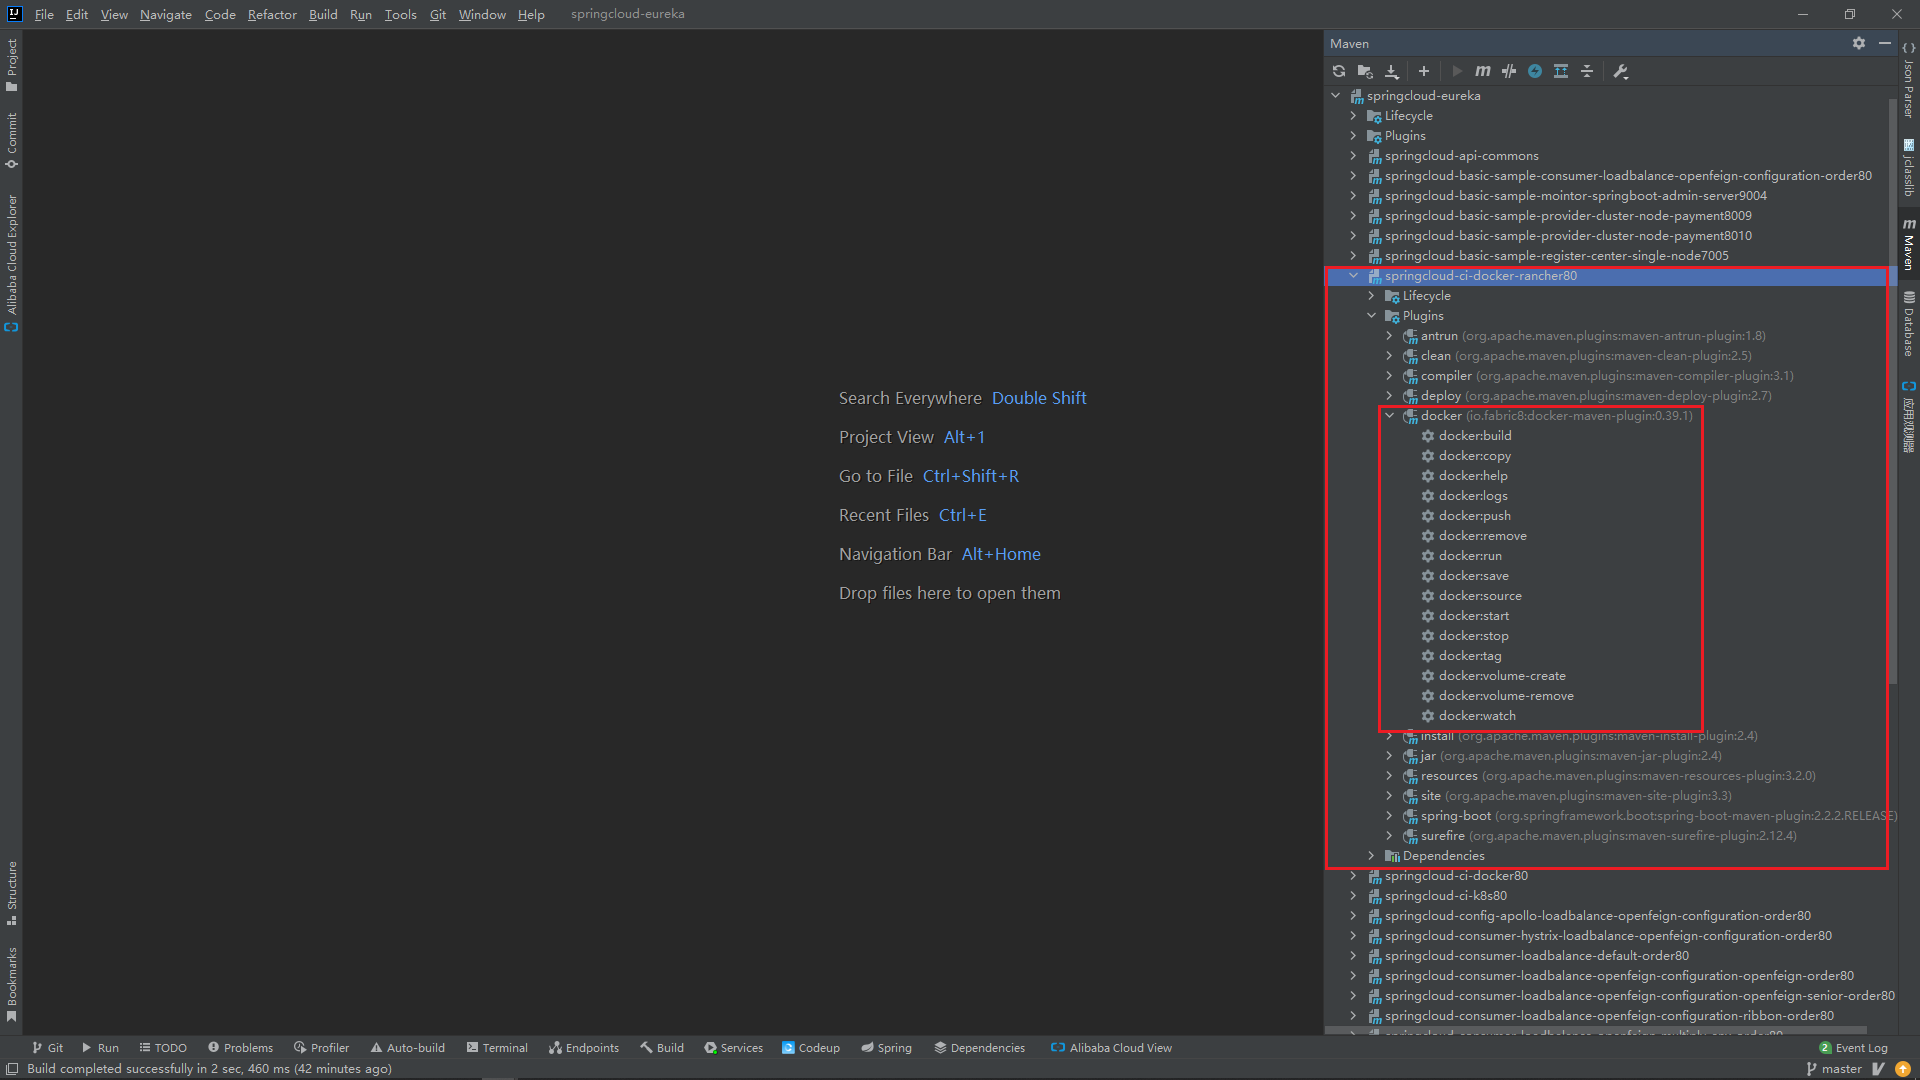 File Edit View Navigate Code Refactor Build Run Tools Git Window Help springcloud-eureka
Project
Commit
Alibaba Cloud Explorer
Structure
Bookmarks
Search Everywhere Double Shift
Project View Alt+1
Go to File Ctrl+Shift+R
Recent Files Ctrl+E
Navigation Bar Alt+Home
Drop files here to open them
Maven
springcloud-eureka
Lifecycle
Plugins
springcloud-api-commons
springcloud-basic-sample-consumer-loadbalance-openfeign-configuration-order80
springcloud-basic-sample-mointor-springboot-admin-server9004
springcloud-basic-sample-provider-cluster-node-payment8009
springcloud-basic-sample-provider-cluster-node-payment8010
springcloud-basic-sample-register-center-single-node7005
springcloud-ci-docker-rancher80
Lifecycle
Plugins
antrun (org.apache.maven.plugins:maven-antrun-plugin:1.8)
clean (org.apache.maven.plugins:maven-clean-plugin:2.5)
compiler (org.apache.maven.plugins:maven-compiler-plugin:3.1)
deploy (org.apache.maven.plugins:maven-deploy-plugin:2.7)
docker (io.fabric8:docker-maven-plugin:0.39.1)
docker:build
docker:copy
docker:help
docker:logs
docker:push
docker:remove
docker:run
docker:save
docker:source
docker:start
docker:stop
docker:tag
docker:volume-create
docker:volume-remove
docker:watch
install (org.apache.maven.plugins:maven-install-plugin:2.4)
jar (org.apache.maven.plugins:maven-jar-plugin:2.4)
resources (org.apache.maven.plugins:maven-resources-plugin:3.2.0)
site (org.apache.maven.plugins:maven-site-plugin:3.3)
spring-boot (org.springframework.boot:spring-boot-maven-plugin:2.2.2.RELEASE)
surefire (org.apache.maven.plugins:maven-surefire-plugin:2.12.4)
Dependencies
springcloud-ci-docker80
springcloud-ci-k8s80
springcloud-config-apollo-loadbalance-openfeign-configuration-order80
springcloud-consumer-hystrix-loadbalance-openfeign-configuration-order80
springcloud-consumer-loadbalance-default-order80
springcloud-consumer-loadbalance-openfeign-configuration-openfeign-order80
springcloud-consumer-loadbalance-openfeign-configuration-openfeign-senior-order80
springcloud-consumer-loadbalance-openfeign-configuration-ribbon-order80
Json Parser
jclasslib
Maven
Database
应用观测器
Git Run TODO Problems Profiler Auto-build Terminal Endpoints Build Services Codeup Spring Dependencies Alibaba Cloud View 2 Event Log
Build completed successfully in 2 sec, 460 ms (42 minutes ago) master